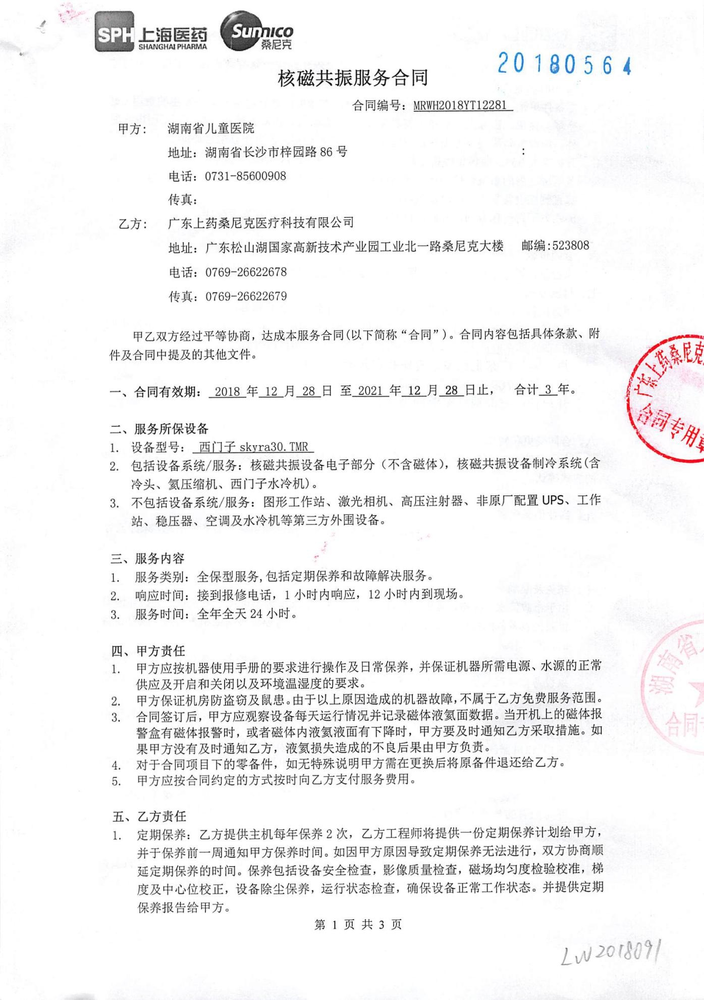 SPH 上海医药
SHANGHAI PHARMA
Sunnico
桑尼克
20180564
核磁共振服务合同
合同编号：MRWH2018YT12281
甲方： 湖南省儿童医院
地址：湖南省长沙市梓园路 86 号
:
电话：0731-85600908
传真：
乙方： 广东上药桑尼克医疗科技有限公司
地址：广东松山湖国家高新技术产业园工业北一路桑尼克大楼 邮编:523808
电话：0769-26622678
传真：0769-26622679
甲乙双方经过平等协商，达成本服务合同(以下简称“合同”)。合同内容包括具体条款、附
件及合同中提及的其他文件。
一、合同有效期： 2018 年 12 月 28 日 至 2021 年 12 月 28 日止， 合计 3 年。
二、服务所保设备
1. 设备型号： 西门子 skyra30.TMR
2. 包括设备系统/服务：核磁共振设备电子部分（不含磁体），核磁共振设备制冷系统(含
冷头、氦压缩机、西门子水冷机)。
3. 不包括设备系统/服务：图形工作站、激光相机、高压注射器、非原厂配置 UPS、工作
站、稳压器、空调及水冷机等第三方外围设备。
三、服务内容
1. 服务类别：全保型服务,包括定期保养和故障解决服务。
2. 响应时间：接到报修电话，1 小时内响应，12 小时内到现场。
3. 服务时间：全年全天 24 小时。
四、甲方责任
1. 甲方应按机器使用手册的要求进行操作及日常保养，并保证机器所需电源、水源的正常
供应及开启和关闭以及环境温湿度的要求。
2. 甲方保证机房防盗窃及鼠患。由于以上原因造成的机器故障,不属于乙方免费服务范围。
3. 合同签订后，甲方应观察设备每天运行情况并记录磁体液氦面数据。当开机上的磁体报
警盒有磁体报警时，或者磁体内液氦液面有下降时，甲方要及时通知乙方采取措施。如
果甲方没有及时通知乙方，液氦损失造成的不良后果由甲方负责。
4. 对于合同项目下的零备件，如无特殊说明甲方需在更换后将原备件退还给乙方。
5. 甲方应按合同约定的方式按时向乙方支付服务费用。
五、乙方责任
1. 定期保养：乙方提供主机每年保养 2 次，乙方工程师将提供一份定期保养计划给甲方，
并于保养前一周通知甲方保养时间。如因甲方原因导致定期保养无法进行，双方协商顺
延定期保养的时间。保养包括设备安全检查，影像质量检查，磁场均匀度检验校准，梯
度及中心位校正，设备除尘保养，运行状态检查，确保设备正常工作状态。并提供定期
保养报告给甲方。
第 1 页 共 3 页
LW2018091
广东上药桑尼克
合同专用章
湖南省
合同